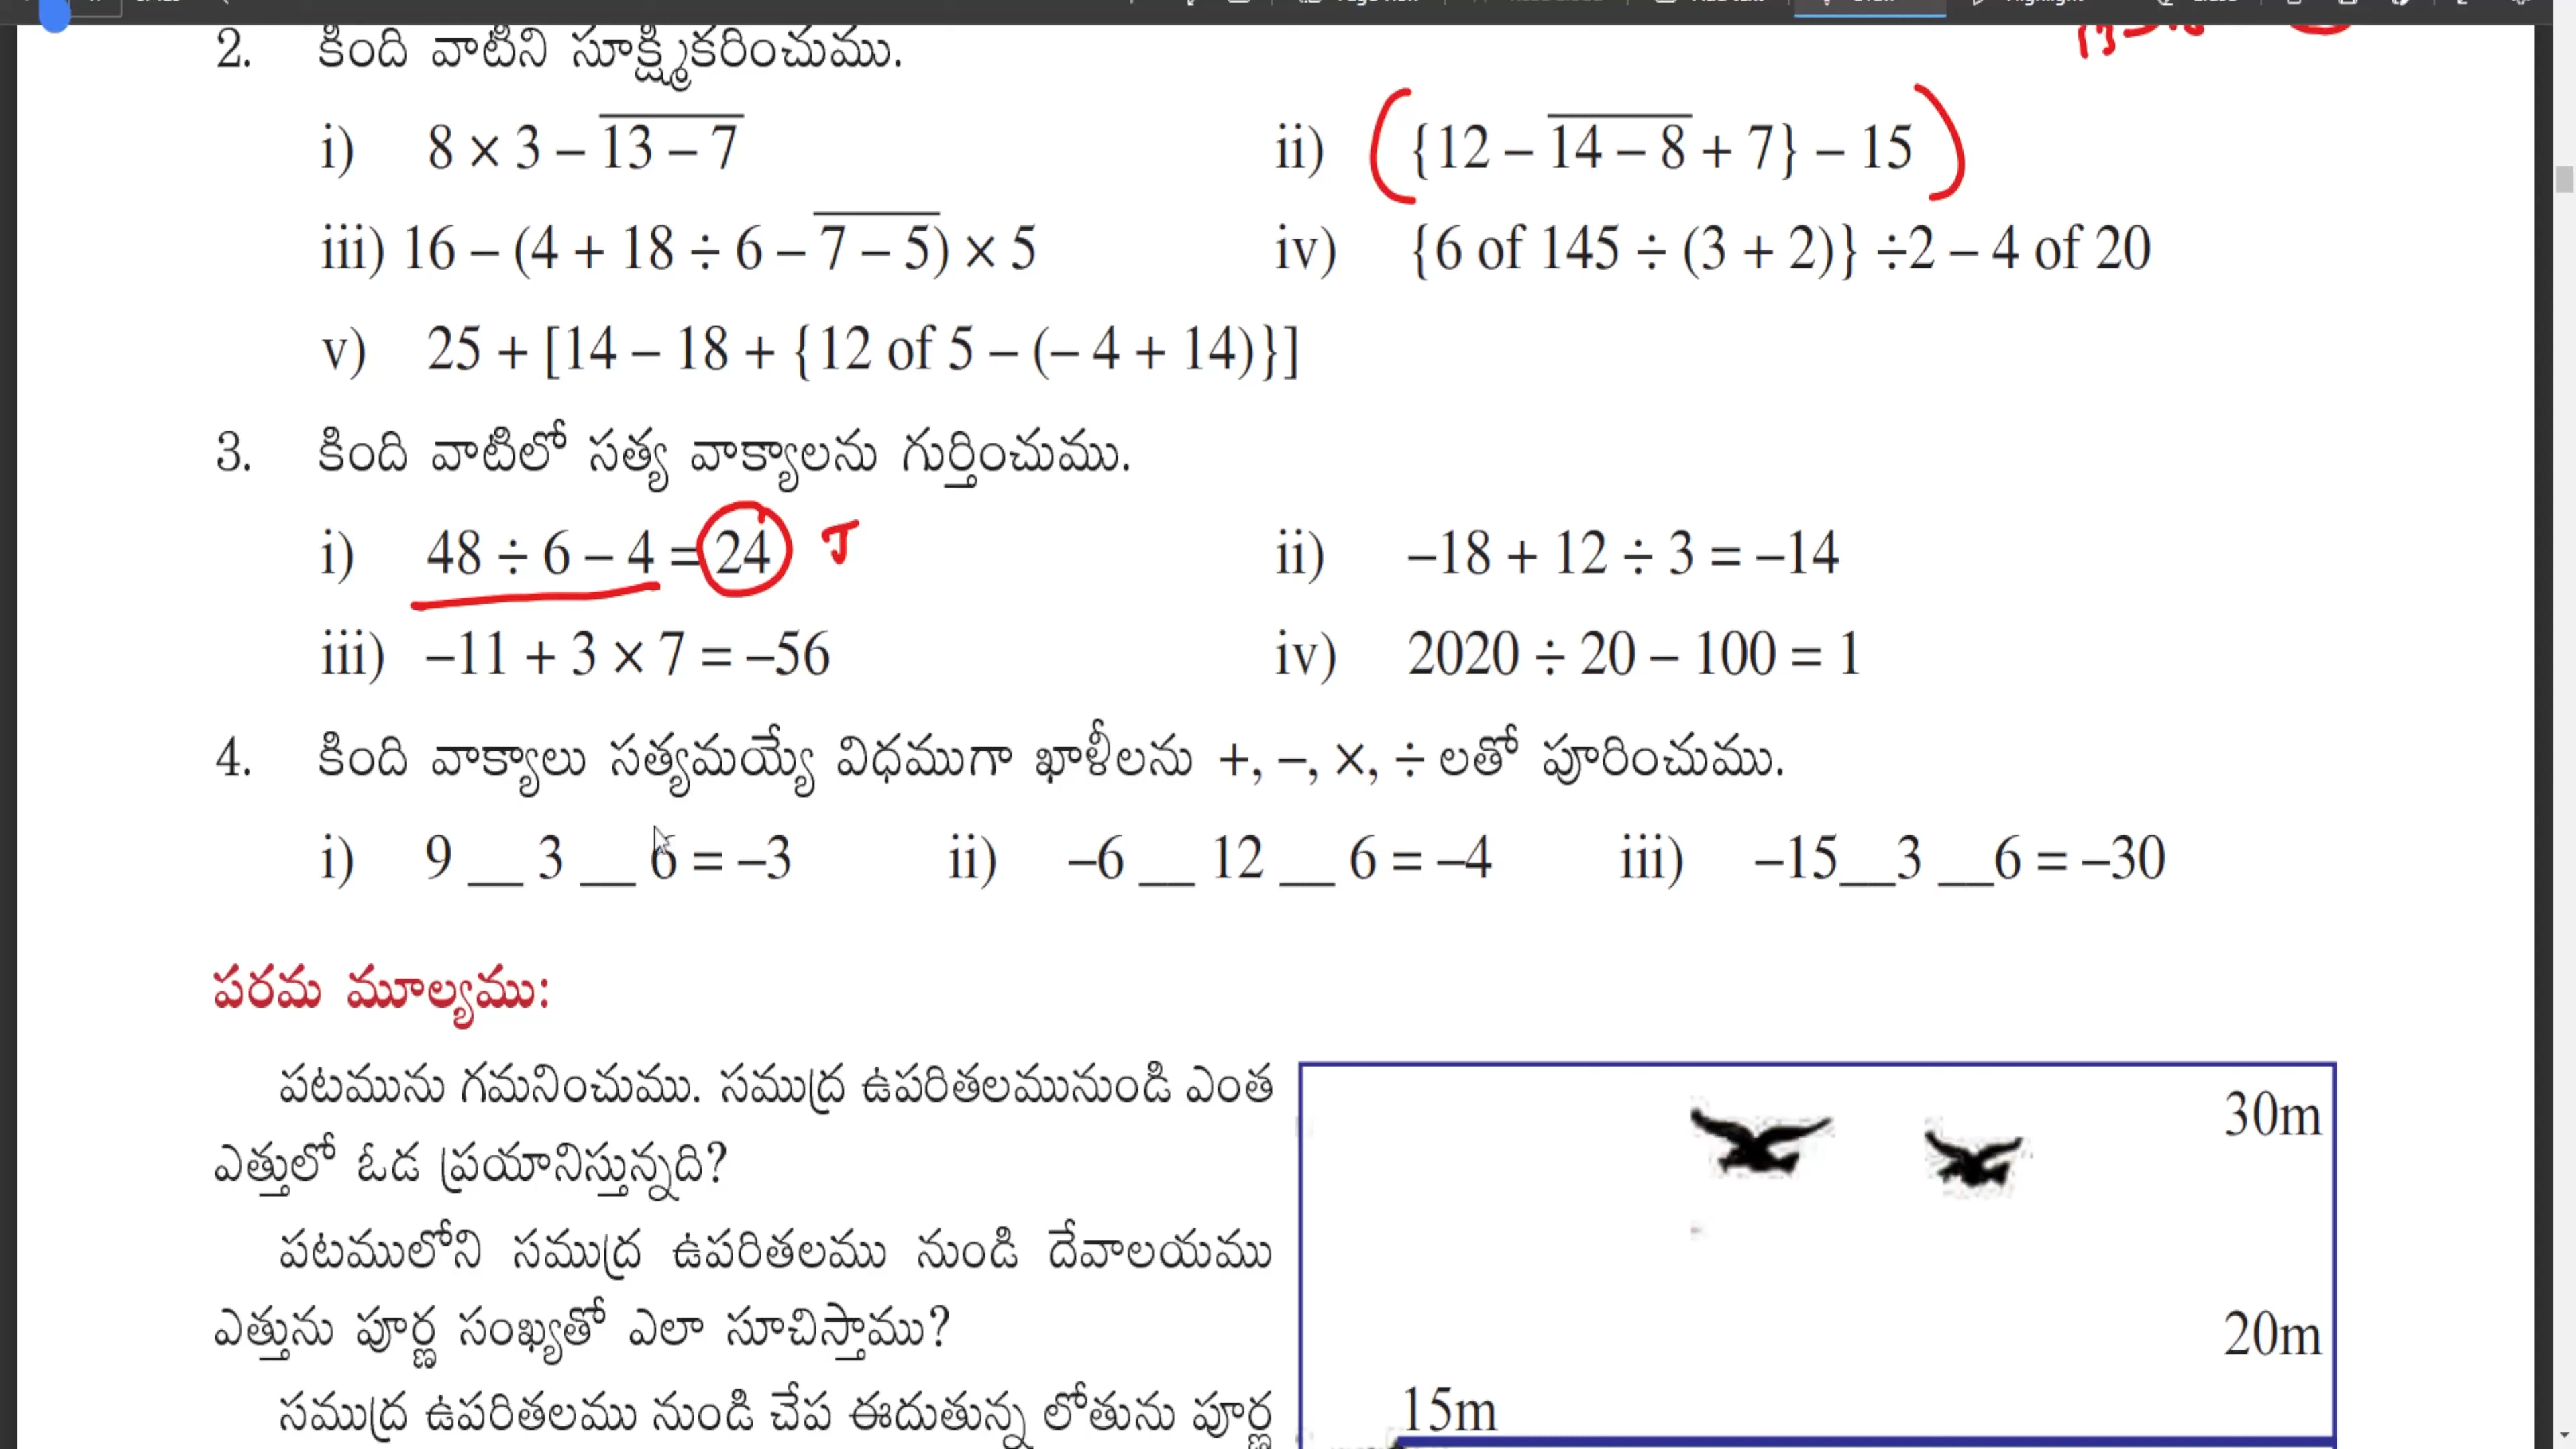 2. కింది వాటిని సూక్ష్మీకరించుము.
i) 8 × 3 – 13 – 7 ii) {12 – 14 – 8 + 7} – 15
iii) 16 – (4 + 18 ÷ 6 – 7 – 5) × 5 iv) {6 of 145 ÷ (3 + 2)} ÷2 – 4 of 20
v) 25 + [14 – 18 + {12 of 5 – (– 4 + 14)}]
3. కింది వాటిలో సత్య వాక్యాలను గుర్తించుము.
i) 48 ÷ 6 – 4 = 24 ii) –18 + 12 ÷ 3 = –14
iii) –11 + 3 × 7 = –56 iv) 2020 ÷ 20 – 100 = 1
4. కింది వాక్యాలు సత్యమయ్యే విధముగా ఖాళీలను +, –, ×, ÷ లతో పూరించుము.
i) 9 __ 3 __ 6 = –3 ii) –6 __ 12 __ 6 = –4 iii) –15__3 __6 = –30
పరమ మూల్యము:
పటమును గమనించుము. సముద్ర ఉపరితలమునుండి ఎంత
ఎత్తులో ఓడ ప్రయానిస్తున్నది?
పటములోని సముద్ర ఉపరితలము నుండి దేవాలయము
ఎత్తును పూర్ణ సంఖ్యతో ఎలా సూచిస్తాము?
సముద్ర ఉపరితలము నుండి చేప ఈదుతున్న లోతును పూర్ణ
30m
20m
15m